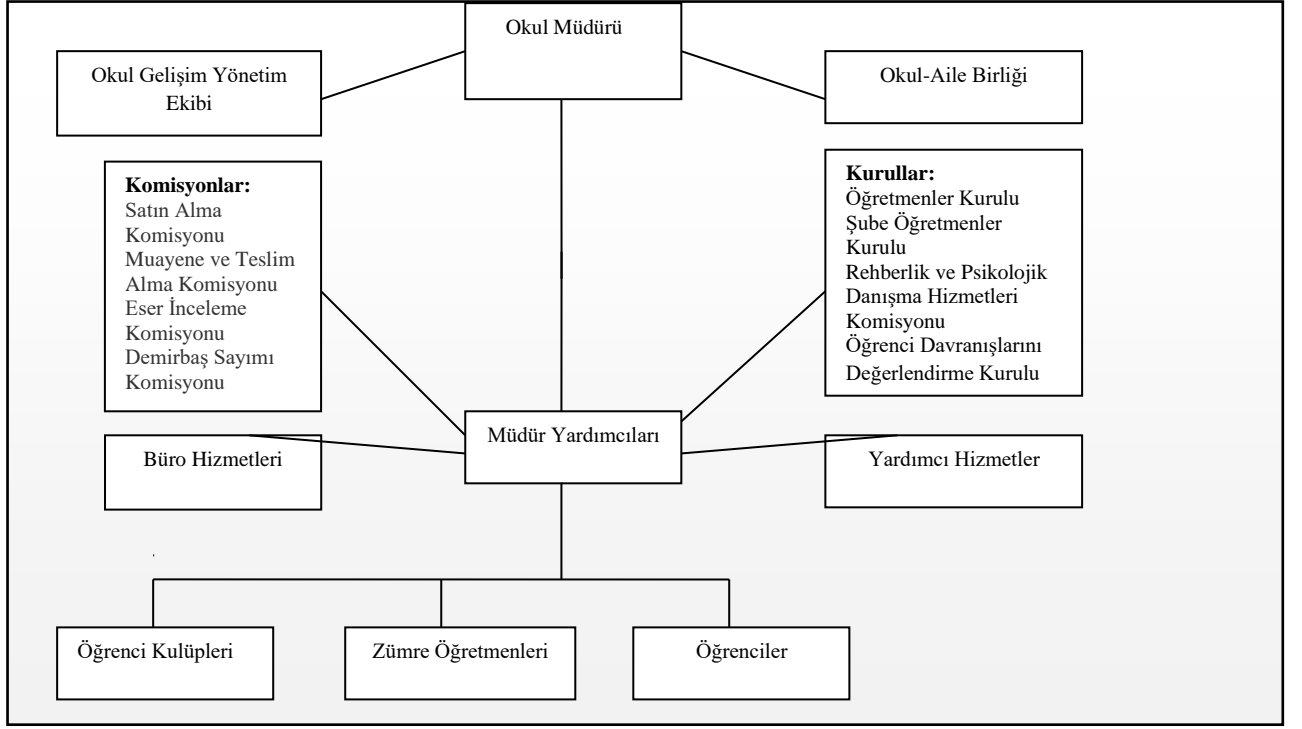 Okul Müdürü
Okul Gelişim Yönetim
Ekibi
Okul-Aile Birliği
Komisyonlar:
Satın Alma
Komisyonu
Muayene ve Teslim
Alma Komisyonu
Eser İnceleme
Komisyonu
Demirbaş Sayımı
Komisyonu
Kurullar:
Öğretmenler Kurulu
Şube Öğretmenler
Kurulu
Rehberlik ve Psikolojik
Danışma Hizmetleri
Komisyonu
Öğrenci Davranışlarını
Değerlendirme Kurulu
Müdür Yardımcıları
Büro Hizmetleri
Yardımcı Hizmetler
Öğrenci Kulüpleri
Zümre Öğretmenleri
Öğrenciler